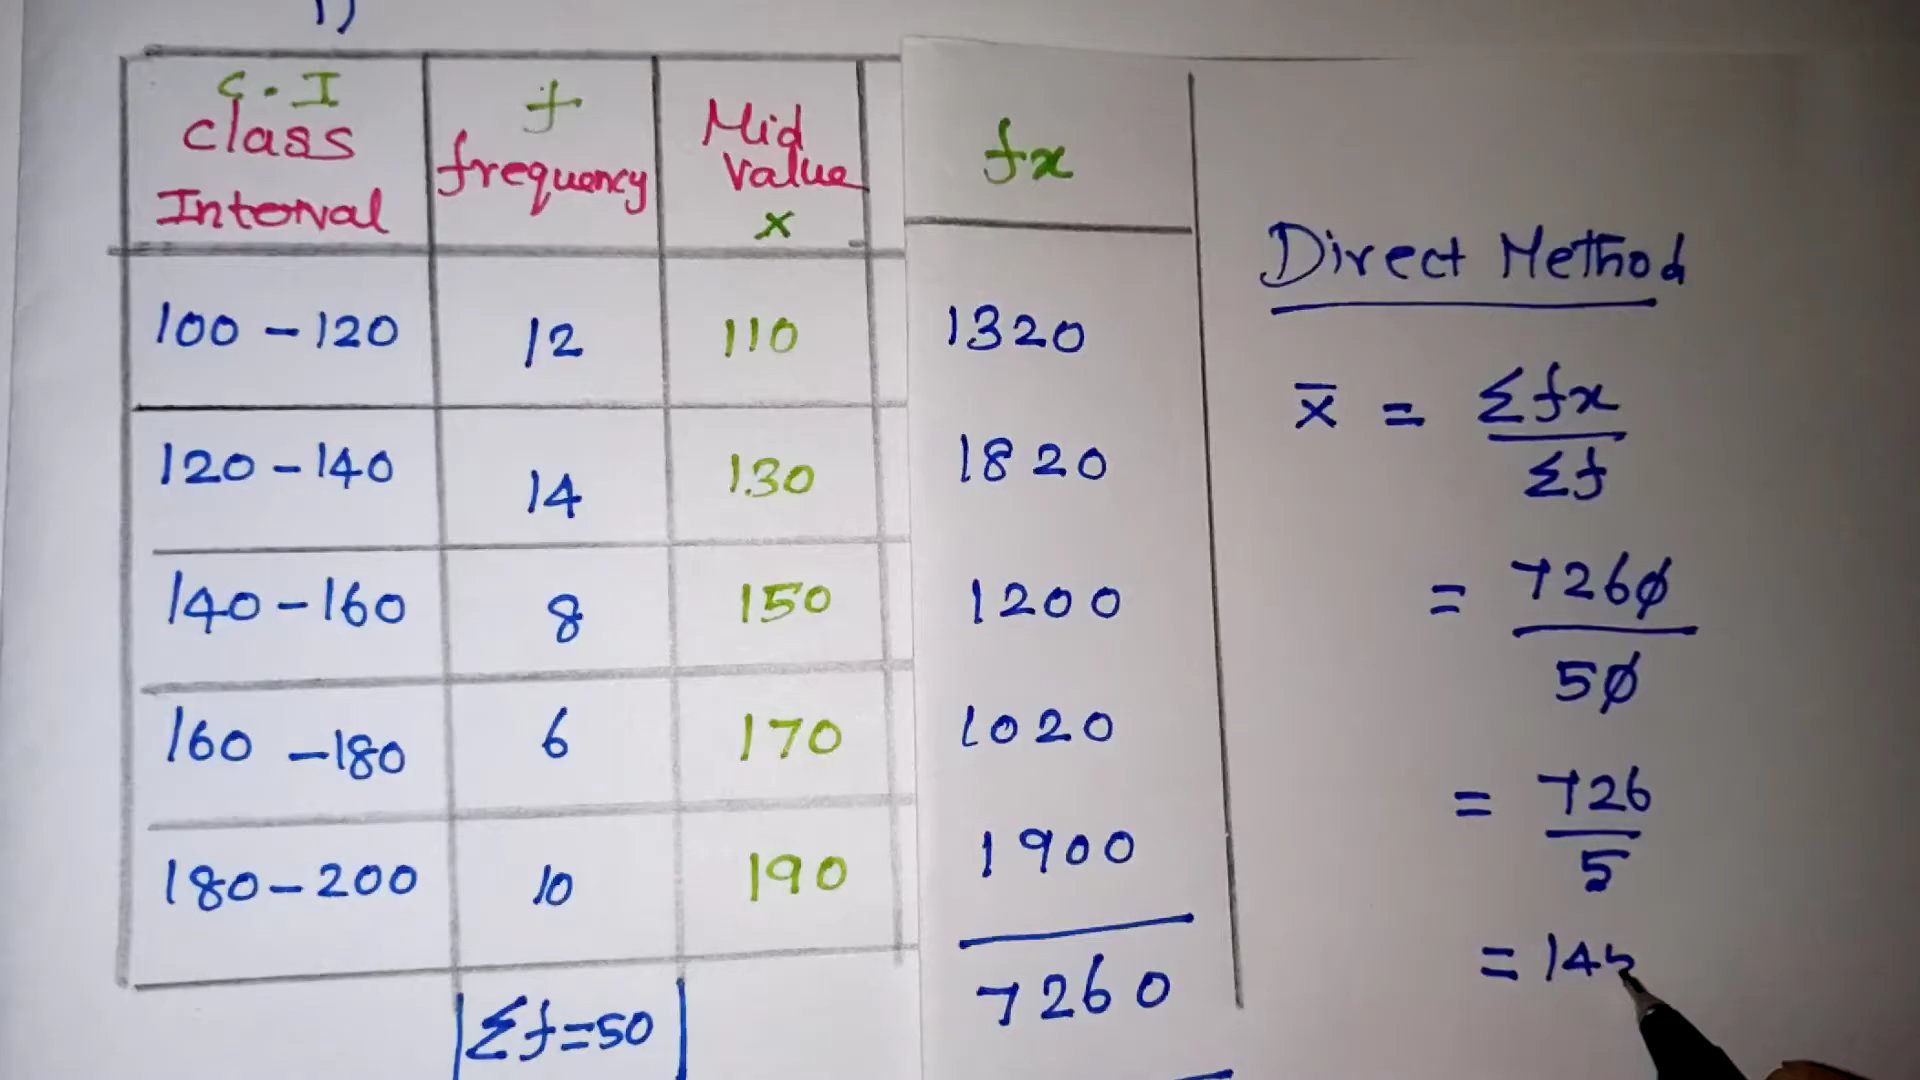 1)
C.I
Class
Interval
f
frequency
Mid
Value
x
fx
100-120 12 110 1320
120-140 14 130 1820
140-160 8 150 1200
160-180 6 170 1020
180-200 10 190 1900
Σf=50
7260
Direct Method
x̄ = Σfx/Σf
= 7260/50
= 726/5
= 14